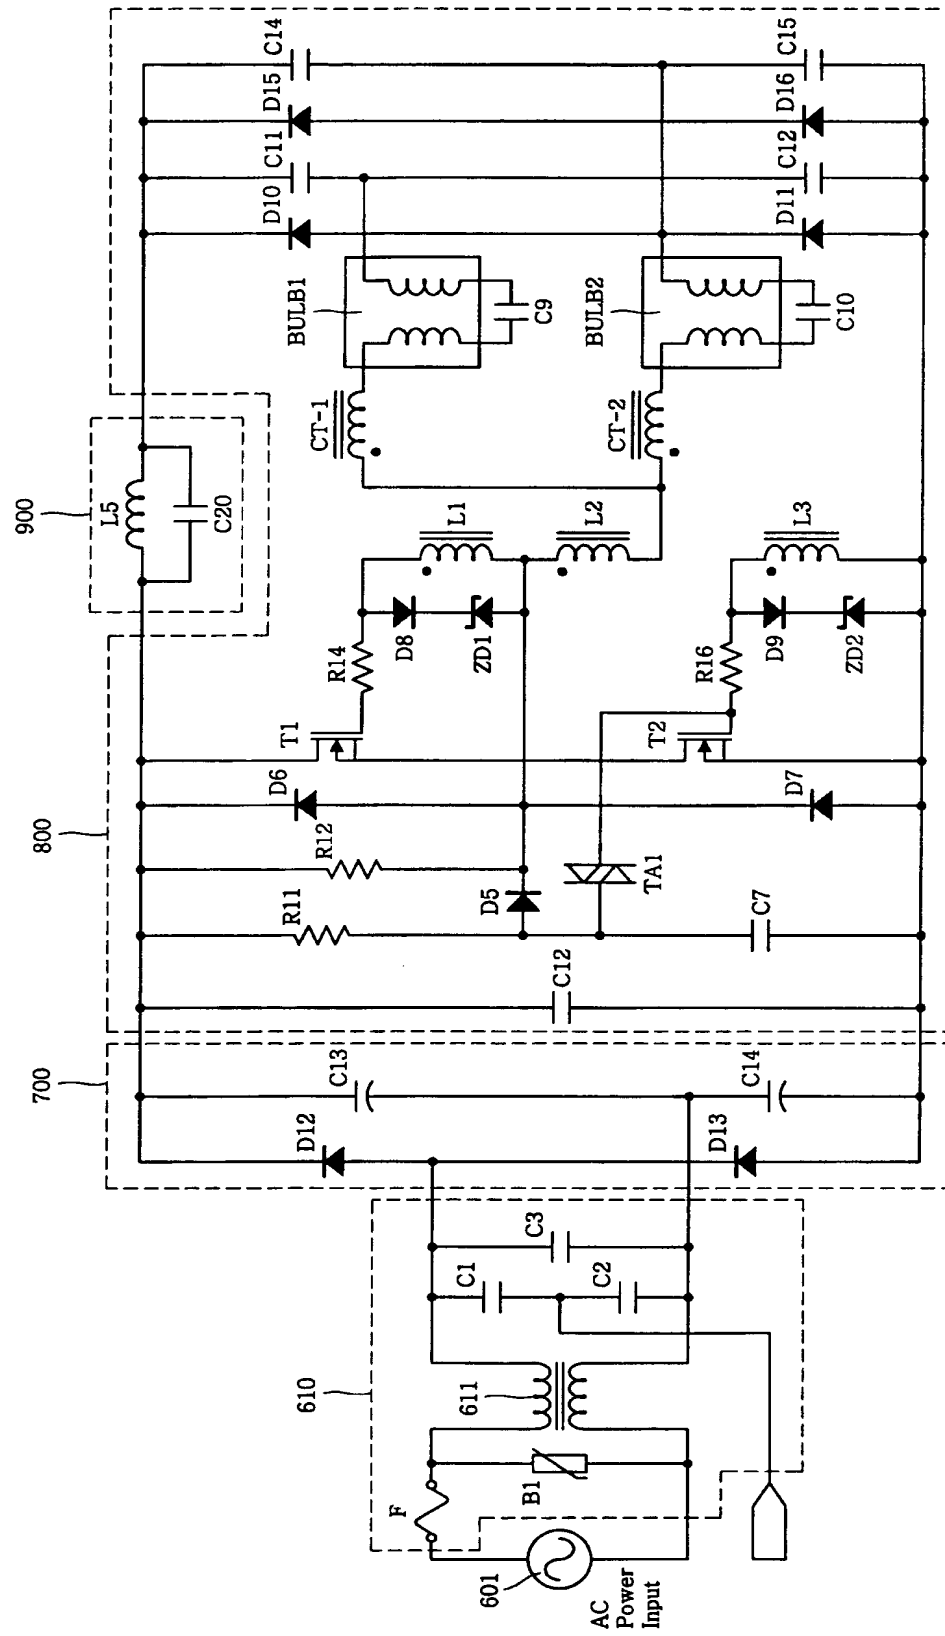 601
AC
Power
Input
F
B1
610
611
C1
C2
C3
700
D12
D13
C13
C14
800
C12
R11
R12
D5
C7
TA1
D6
D7
T1
T2
R14
R16
D8
ZD1
D9
ZD2
L1
L2
L3
900
L5
C20
CT-1
CT-2
BULB1
BULB2
C9
C10
D10
D11
C11
C12
D15
D16
C14
C15